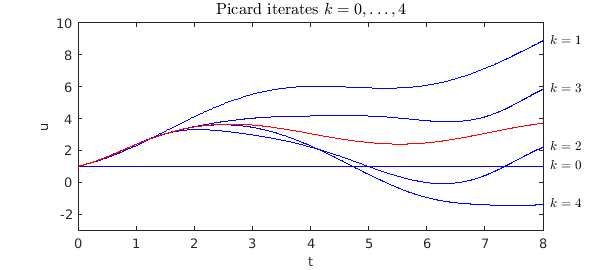 Picard iterates k = 0, . . . , 4
10
8
6
4
2
0
-2
u
0 1 2 3 4 5 6 7 8
t
k = 1
k = 3
k = 2
k = 0
k = 4